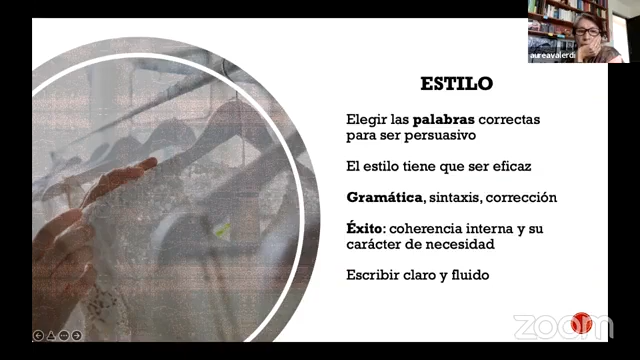 aureavalerdi
ESTILO
Elegir las palabras correctas
para ser persuasivo
El estilo tiene que ser eficaz
Gramática, sintaxis, corrección
Éxito: coherencia interna y su
carácter de necesidad
Escribir claro y fluido
zoom